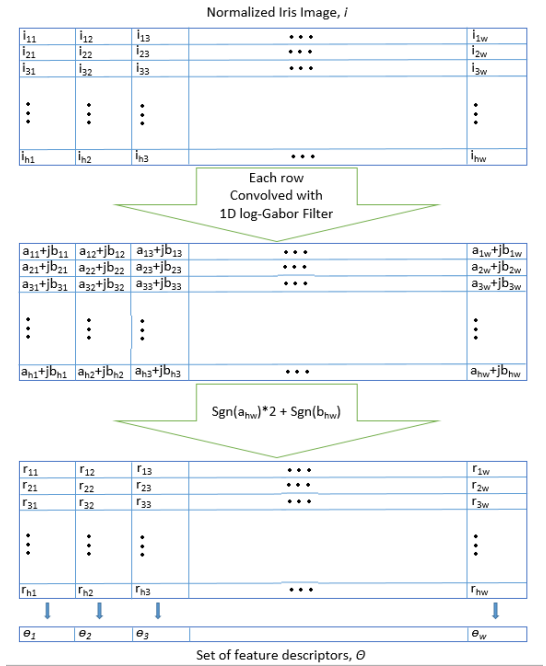 Normalized Iris Image, i
i11 i12 i13 • • • i1w
i21 i22 i23 • • • i2w
i31 i32 i33 • • • i3w
ih1 ih2 ih3 • • • ihw
Each row
Convolved with
1D log-Gabor Filter
a11+jb11 a12+jb12 a13+jb13 • • • a1w+jb1w
a21+jb21 a22+jb22 a23+jb23 • • • a2w+jb2w
a31+jb31 a32+jb32 a33+jb33 • • • a3w+jb3w
ah1+jbh1 ah2+jbh2 ah3+jbh3 • • • ahw+jbhw
Sgn(ahw)*2 + Sgn(bhw)
r11 r12 r13 • • • r1w
r21 r22 r23 • • • r2w
r31 r32 r33 • • • r3w
rh1 rh2 rh3 • • • rhw
ɵ1 ɵ2 ɵ3 ɵw
Set of feature descriptors, ϴ